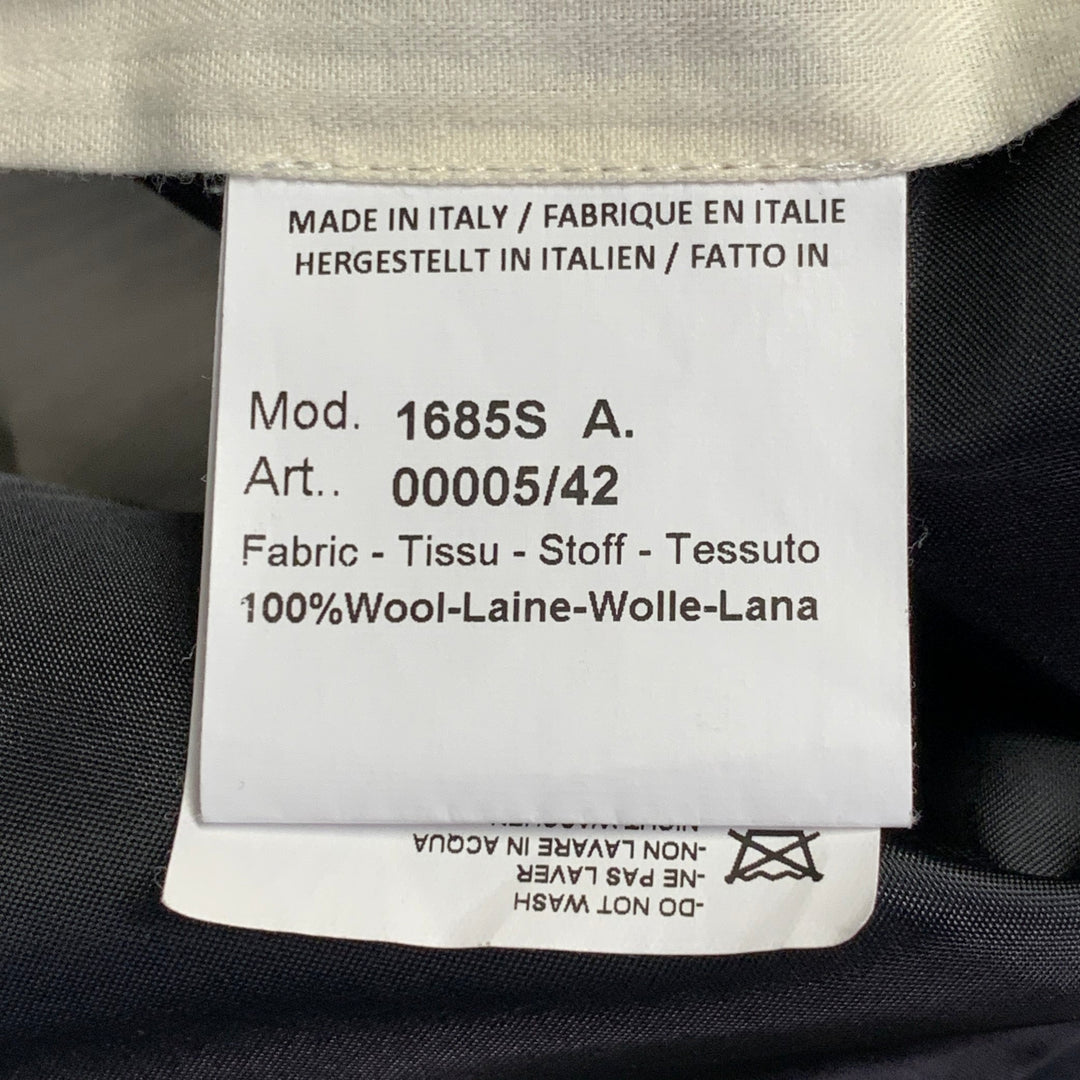 MADE IN ITALY / FABRIQUE EN ITALIE
HERGESTELLT IN ITALIEN / FATTO IN
Mod. 1685S A.
Art.. 00005/42
Fabric - Tissu - Stoff - Tessuto
100%Wool-Laine-Wolle-Lana
-DO NOT WASH
-NE PAS LAVER
-NON LAVARE IN ACQUA